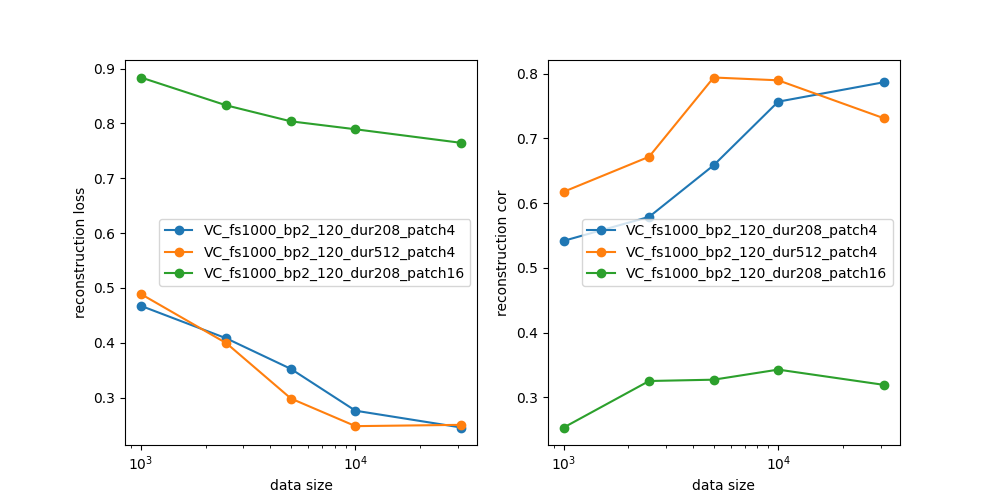 reconstruction loss
0.9
0.8
0.7
0.6
0.5
0.4
0.3
VC_fs1000_bp2_120_dur208_patch4
VC_fs1000_bp2_120_dur512_patch4
VC_fs1000_bp2_120_dur208_patch16
10³
10⁴
data size
reconstruction cor
0.8
0.7
0.6
0.5
0.4
0.3
VC_fs1000_bp2_120_dur208_patch4
VC_fs1000_bp2_120_dur512_patch4
VC_fs1000_bp2_120_dur208_patch16
10³
10⁴
data size